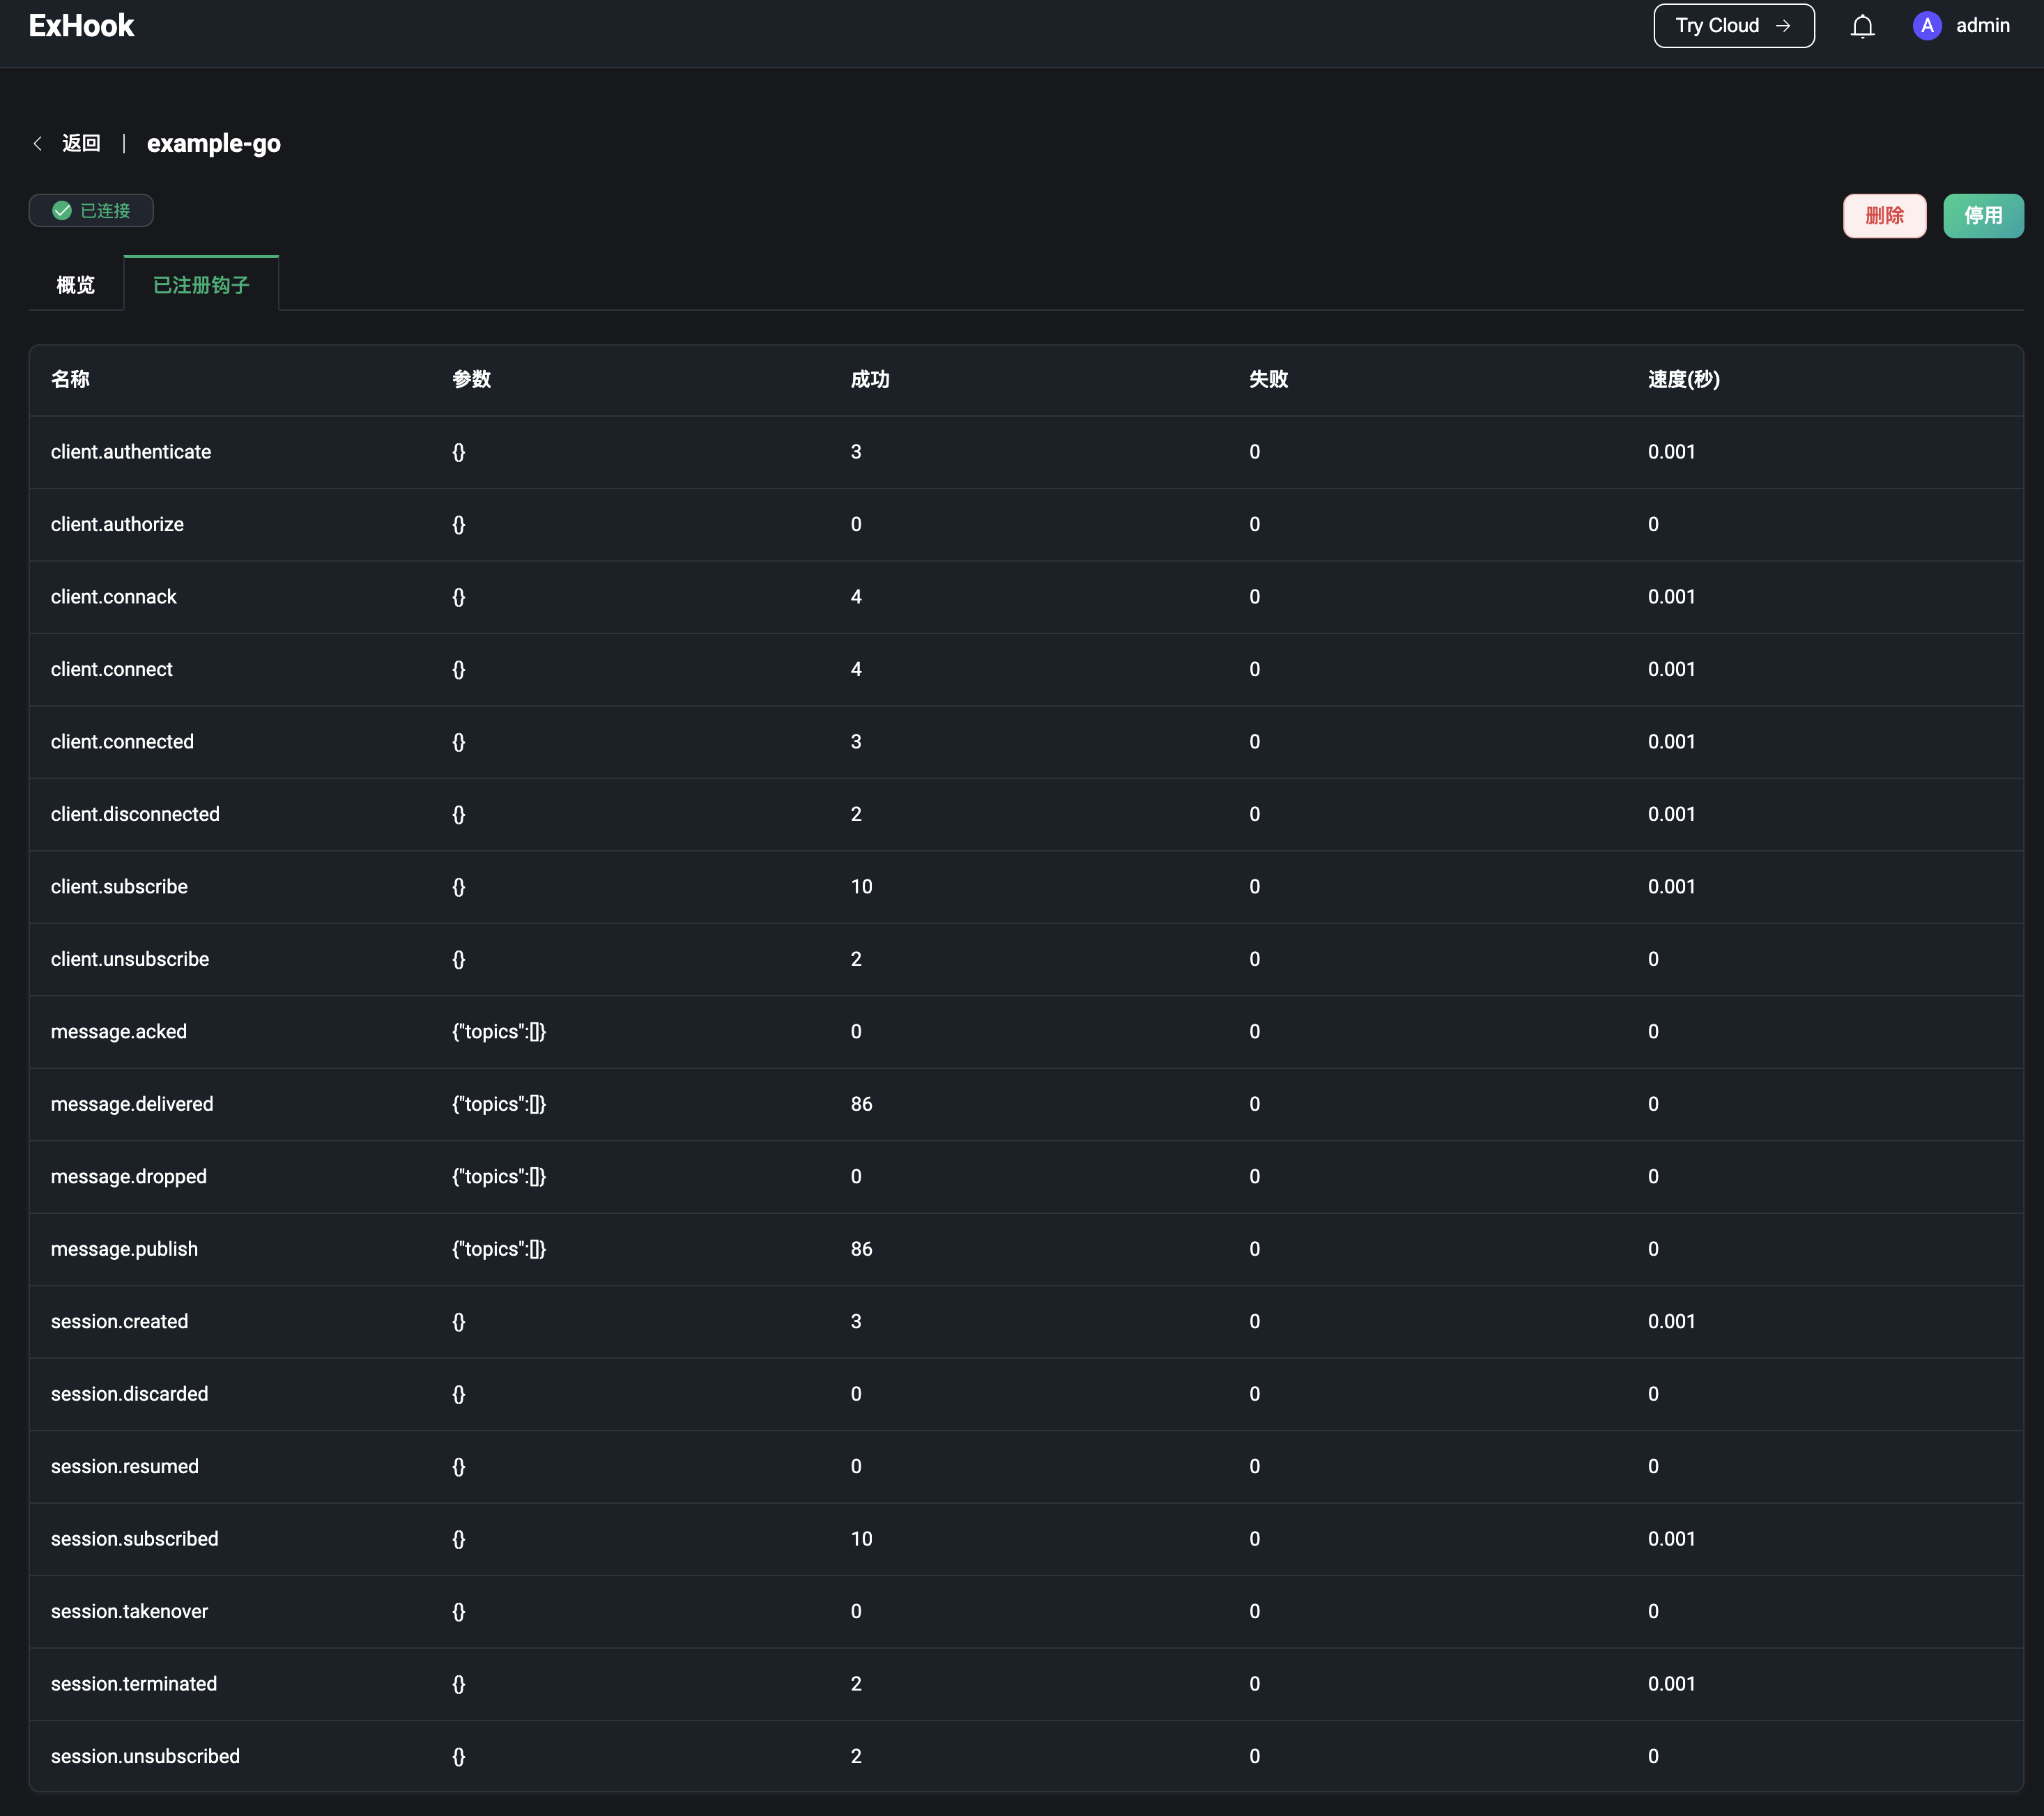 ExHook
Try Cloud → A admin
返回 | example-go
已连接 删除 停用
概览 已注册钩子
名称 参数 成功 失败 速度(秒)
client.authenticate {} 3 0 0.001
client.authorize {} 0 0 0
client.connack {} 4 0 0.001
client.connect {} 4 0 0.001
client.connected {} 3 0 0.001
client.disconnected {} 2 0 0.001
client.subscribe {} 10 0 0.001
client.unsubscribe {} 2 0 0
message.acked {"topics":[]} 0 0 0
message.delivered {"topics":[]} 86 0 0
message.dropped {"topics":[]} 0 0 0
message.publish {"topics":[]} 86 0 0
session.created {} 3 0 0.001
session.discarded {} 0 0 0
session.resumed {} 0 0 0
session.subscribed {} 10 0 0.001
session.takenover {} 0 0 0
session.terminated {} 2 0 0.001
session.unsubscribed {} 2 0 0